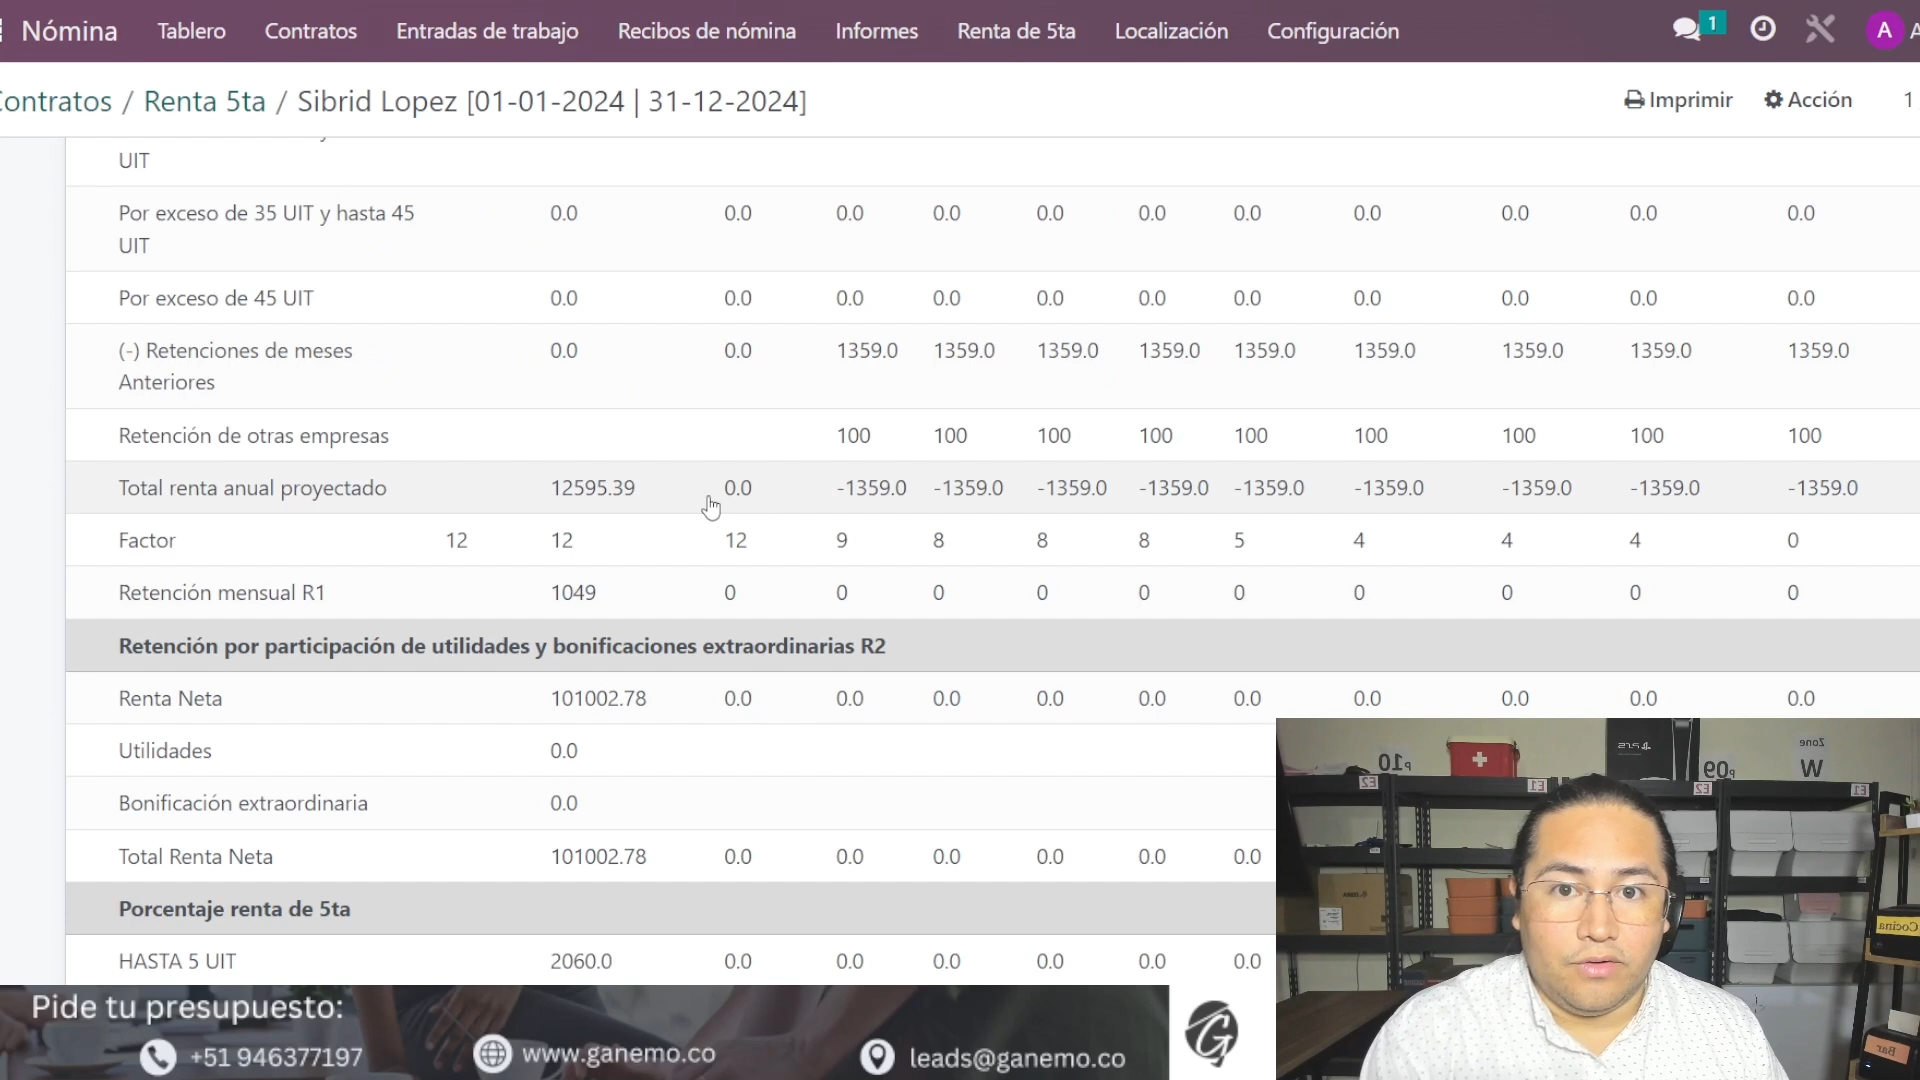 Nómina Tablero Contratos Entradas de trabajo Recibos de nómina Informes Renta de 5ta Localización Configuración 1 A
Contratos / Renta 5ta / Sibrid Lopez [01-01-2024 | 31-12-2024] Imprimir Acción 1
UIT
Por exceso de 35 UIT y hasta 45 0.0 0.0 0.0 0.0 0.0 0.0 0.0 0.0 0.0 0.0 0.0
UIT
Por exceso de 45 UIT 0.0 0.0 0.0 0.0 0.0 0.0 0.0 0.0 0.0 0.0 0.0
(-) Retenciones de meses 0.0 0.0 1359.0 1359.0 1359.0 1359.0 1359.0 1359.0 1359.0 1359.0 1359.0
Anteriores
Retención de otras empresas 100 100 100 100 100 100 100 100 100
Total renta anual proyectado 12595.39 0.0 -1359.0 -1359.0 -1359.0 -1359.0 -1359.0 -1359.0 -1359.0 -1359.0 -1359.0
Factor 12 12 12 9 8 8 8 5 4 4 4 0
Retención mensual R1 1049 0 0 0 0 0 0 0 0 0 0
Retención por participación de utilidades y bonificaciones extraordinarias R2
Renta Neta 101002.78 0.0 0.0 0.0 0.0 0.0 0.0 0.0 0.0 0.0 0.0
Utilidades 0.0
Bonificación extraordinaria 0.0
Total Renta Neta 101002.78 0.0 0.0 0.0 0.0 0.0 0.0
Porcentaje renta de 5ta
HASTA 5 UIT 2060.0 0.0 0.0 0.0 0.0 0.0 0.0
Pide tu presupuesto:
+51 946377197 www.ganemo.co leads@ganemo.co
P10 P09 Zone
W
E3 E1 E2 E1
Cocina
Bar